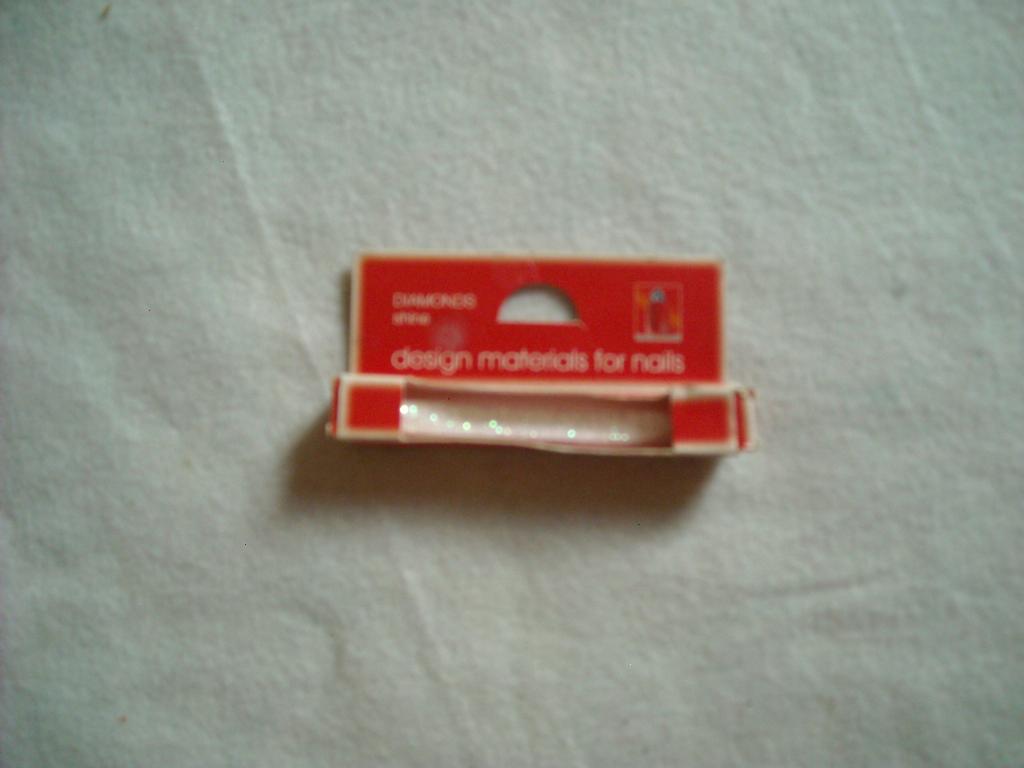 DIAMONDS
shine
design materials for nails